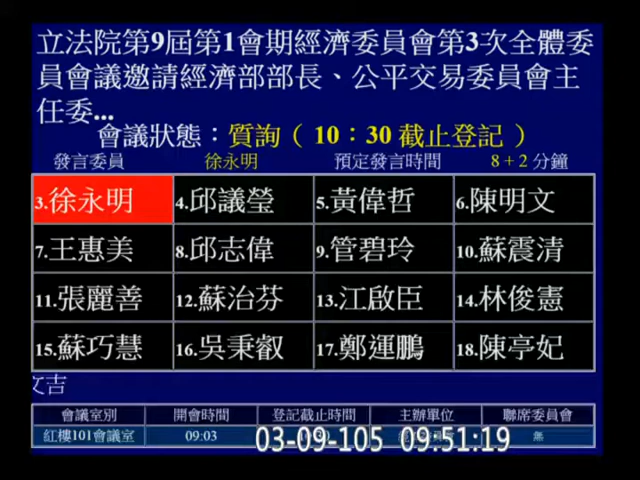 立法院第9屆第1會期經濟委員會第3次全體委
員會議邀請經濟部部長、公平交易委員會主
任委...
會議狀態：質詢（10：30截止登記）
發言委員 徐永明 預定發言時間 8+2分鐘
3.徐永明 4.邱議瑩 5.黃偉哲 6.陳明文
7.王惠美 8.邱志偉 9.管碧玲 10.蘇震清
11.張麗善 12.蘇治芬 13.江啟臣 14.林俊憲
15.蘇巧慧 16.吳秉叡 17.鄭運鵬 18.陳亭妃
文吉
會議室別 開會時間 登記截止時間 主辦單位 聯席委員會
紅樓101會議室 09:03 無
03-09-105 09:51:19